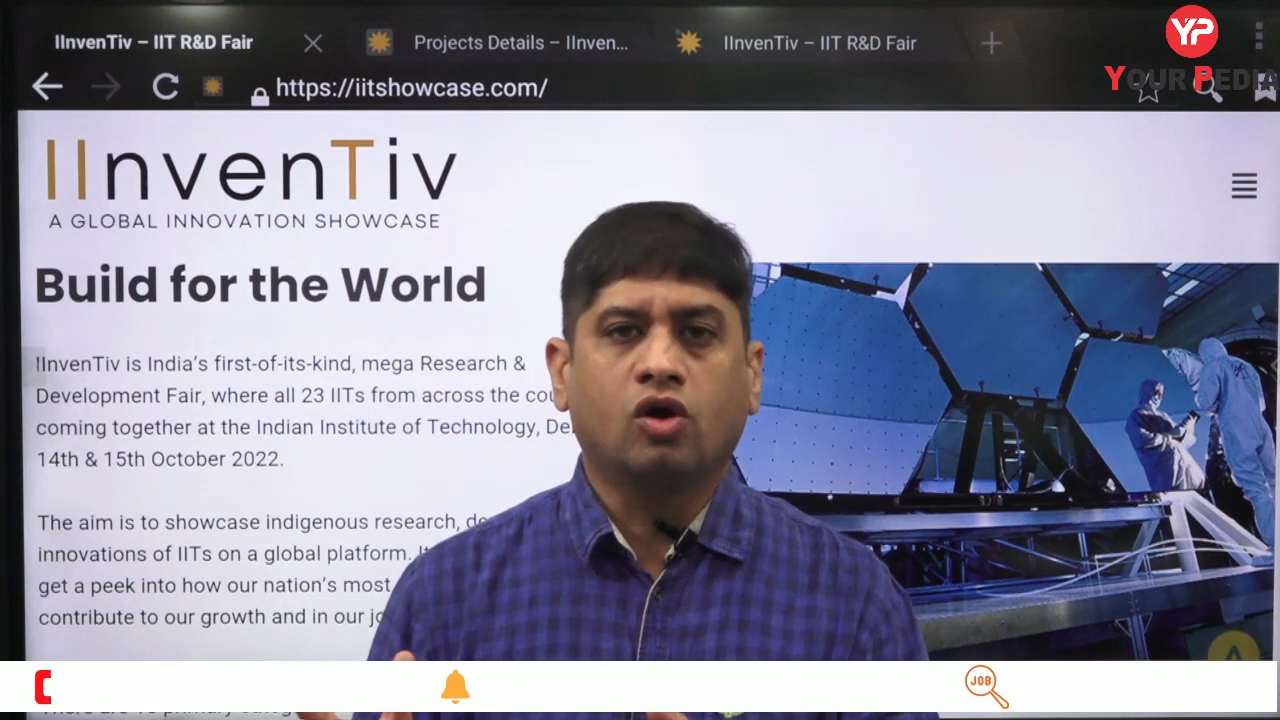 IInvenTiv – IIT R&D Fair
Projects Details – IInven...
IInvenTiv – IIT R&D Fair
YP
YOUR PEDIA
https://iitshowcase.com/
IInvenTiv
A GLOBAL INNOVATION SHOWCASE
Build for the World
IInvenTiv is India's first-of-its-kind, mega Research &
Development Fair, where all 23 IITs from across the cou
coming together at the Indian Institute of Technology, De
14th & 15th October 2022.
The aim is to showcase indigenous research, de
innovations of IITs on a global platform.
get a peek into how our nation's most
contribute to our growth and in our jo
JOB